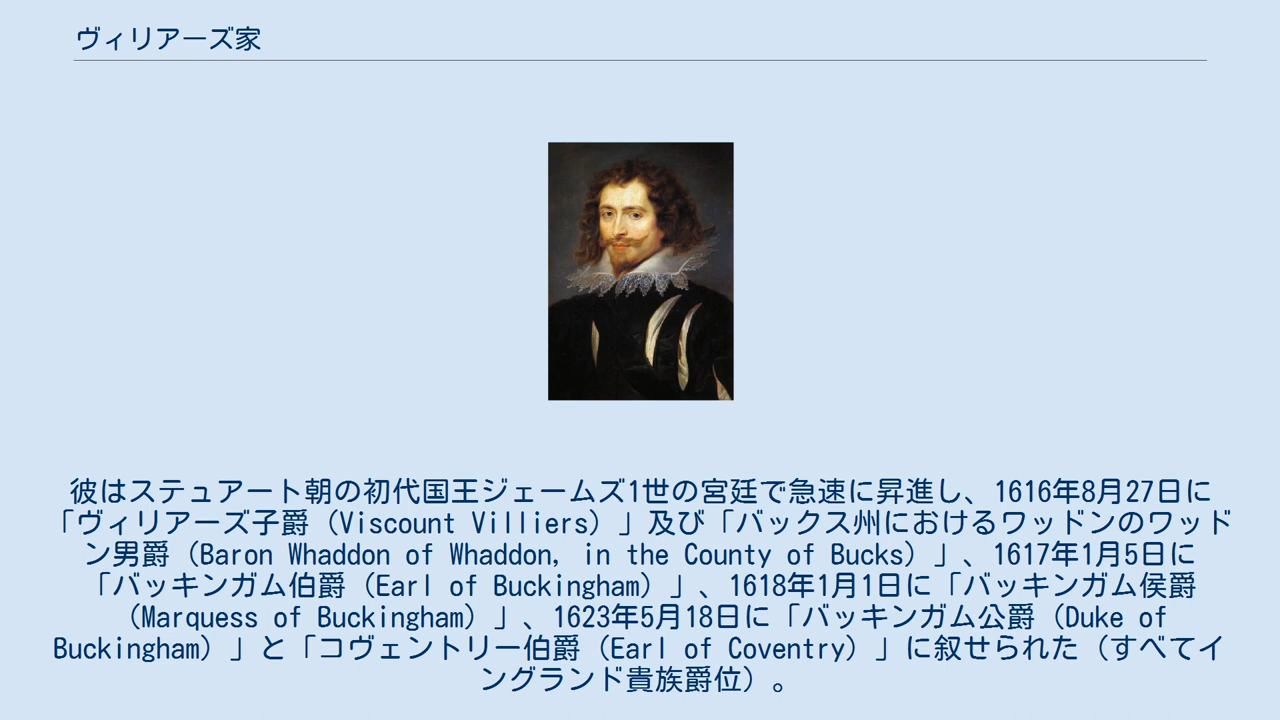 ヴィリアーズ家
彼はステュアート朝の初代国王ジェームズ1世の宮廷で急速に昇進し、1616年8月27日に
「ヴィリアーズ子爵（Viscount Villiers）」及び「バックス州におけるワッドンのワッド
ン男爵（Baron Whaddon of Whaddon, in the County of Bucks）」、1617年1月5日に
「バッキンガム伯爵（Earl of Buckingham）」、1618年1月1日に「バッキンガム侯爵
（Marquess of Buckingham）」、1623年5月18日に「バッキンガム公爵（Duke of
Buckingham）」と「コヴェントリー伯爵（Earl of Coventry）」に叙せられた（すべてイ
ングランド貴族爵位）。